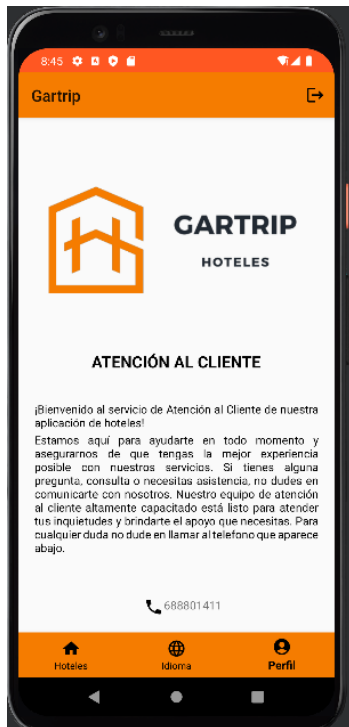 8:45
Gartrip
GARTRIP
HOTELES
ATENCIÓN AL CLIENTE
¡Bienvenido al servicio de Atención al Cliente de nuestra
aplicación de hoteles!
Estamos aquí para ayudarte en todo momento y
asegurarnos de que tengas la mejor experiencia
posible con nuestros servicios. Si tienes alguna
pregunta, consulta o necesitas asistencia, no dudes en
comunicarte con nosotros. Nuestro equipo de atención
al cliente altamente capacitado está listo para atender
tus inquietudes y brindarte el apoyo que necesitas. Para
cualquier duda no dude en llamar al telefono que aparece
abajo.
688801411
Hoteles Idioma Perfil